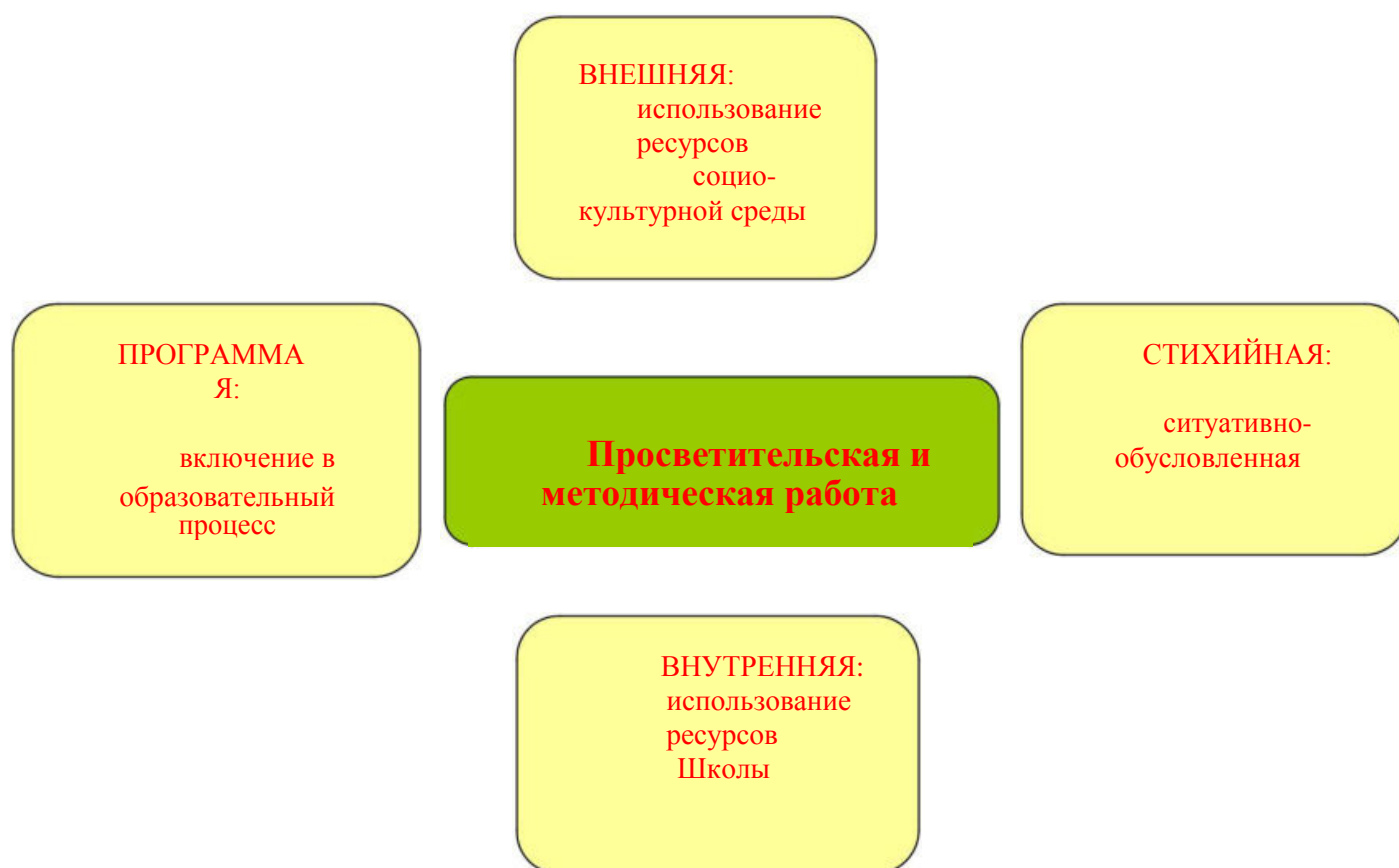 ВНЕШНЯЯ:
использование
ресурсов
социо-
культурной среды
ПРОГРАММА
Я:
включение в
образовательный
процесс
Просветительская и
методическая работа
СТИХИЙНАЯ:
ситуативно-
обусловленная
ВНУТРЕННЯЯ:
использование
ресурсов
Школы